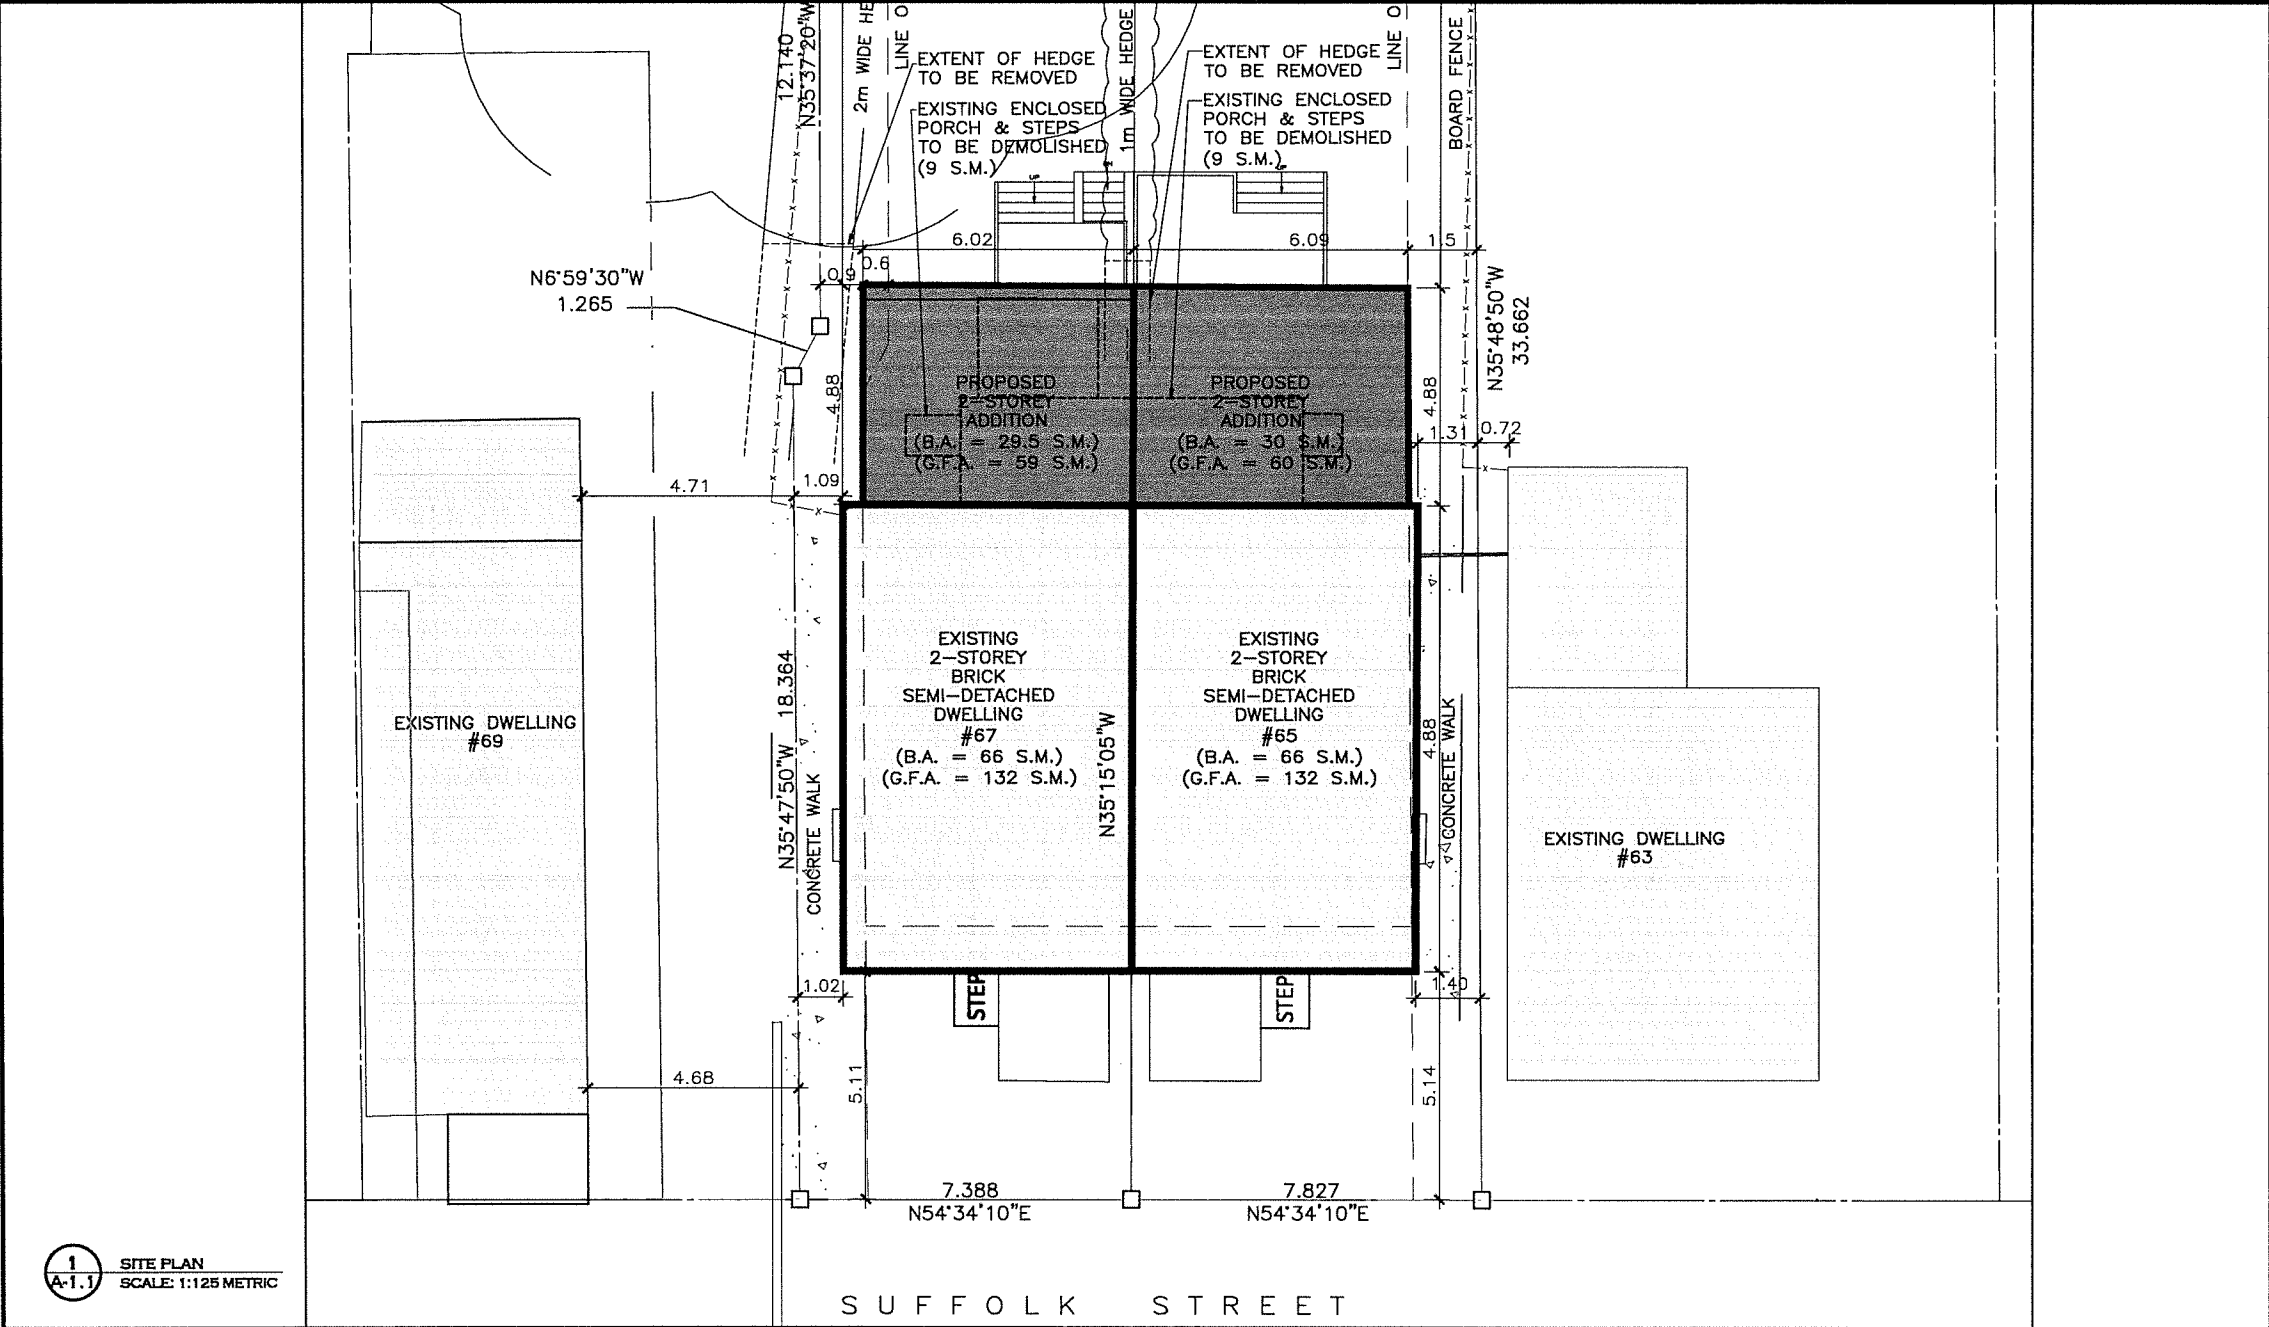 12.140
N35°37'20"W
2m WIDE HE
LINE O
EXTENT OF HEDGE
TO BE REMOVED
EXISTING ENCLOSED
PORCH & STEPS
TO BE DEMOLISHED
(9 S.M.)
1m WIDE HEDGE
EXTENT OF HEDGE
TO BE REMOVED
EXISTING ENCLOSED
PORCH & STEPS
TO BE DEMOLISHED
(9 S.M.)
LINE O
BOARD FENCE
6.02
6.09
1.5
0.9
0.6
N6°59'30"W
1.265
N35°48'50"W
33.662
4.88
PROPOSED
2-STOREY
ADDITION
(B.A. = 29.5 S.M.)
(G.F.A. = 59 S.M.)
PROPOSED
2-STOREY
ADDITION
(B.A. = 30 S.M.)
(G.F.A. = 60 S.M.)
4.88
1.31
0.72
4.71
1.09
EXISTING
2-STOREY
BRICK
SEMI-DETACHED
DWELLING
#67
(B.A. = 66 S.M.)
(G.F.A. = 132 S.M.)
EXISTING
2-STOREY
BRICK
SEMI-DETACHED
DWELLING
#65
(B.A. = 66 S.M.)
(G.F.A. = 132 S.M.)
EXISTING DWELLING
#69
N35°47'50"W 18.364
CONCRETE WALK
N35°15'05"W
4.88
CONCRETE WALK
EXISTING DWELLING
#63
1.02
STEP
STEP
1.40
4.68
5.11
5.14
7.388
N54°34'10"E
7.827
N54°34'10"E
1
A-1.1
SITE PLAN
SCALE: 1:125 METRIC
SUFFOLK STREET